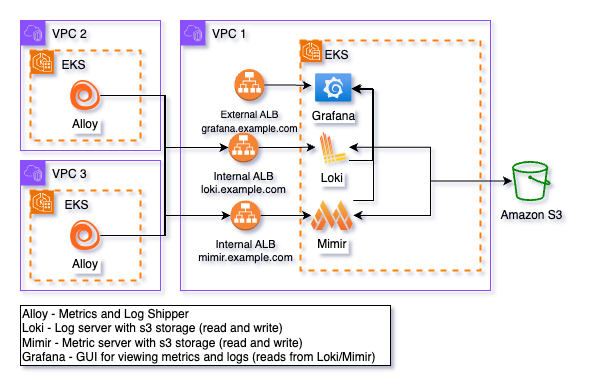 VPC 2
EKS
Alloy
VPC 3
EKS
Alloy
VPC 1
EKS
External ALB
grafana.example.com
Grafana
Internal ALB
loki.example.com
Loki
Internal ALB
mimir.example.com
Mimir
Amazon S3
Alloy - Metrics and Log Shipper
Loki - Log server with s3 storage (read and write)
Mimir - Metric server with s3 storage (read and write)
Grafana - GUI for viewing metrics and logs (reads from Loki/Mimir)